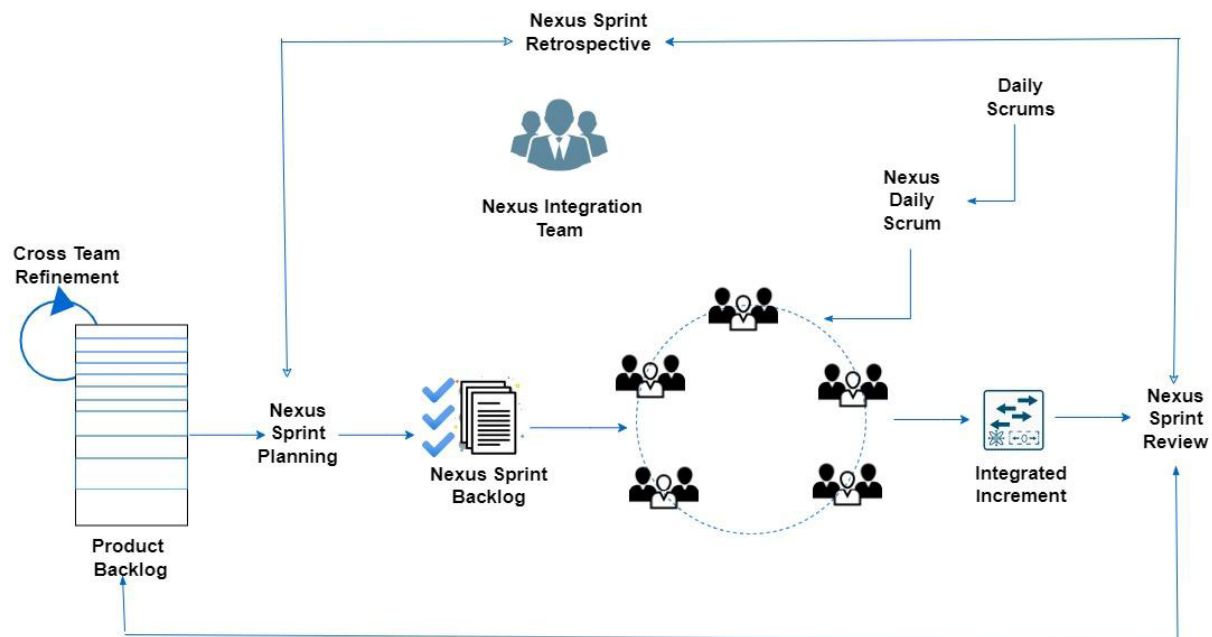 Nexus Sprint
Retrospective
Daily
Scrums
Nexus
Daily
Scrum
Nexus Integration
Team
Cross Team
Refinement
Nexus
Sprint
Planning
Nexus Sprint
Backlog
Integrated
Increment
Nexus
Sprint
Review
Product
Backlog